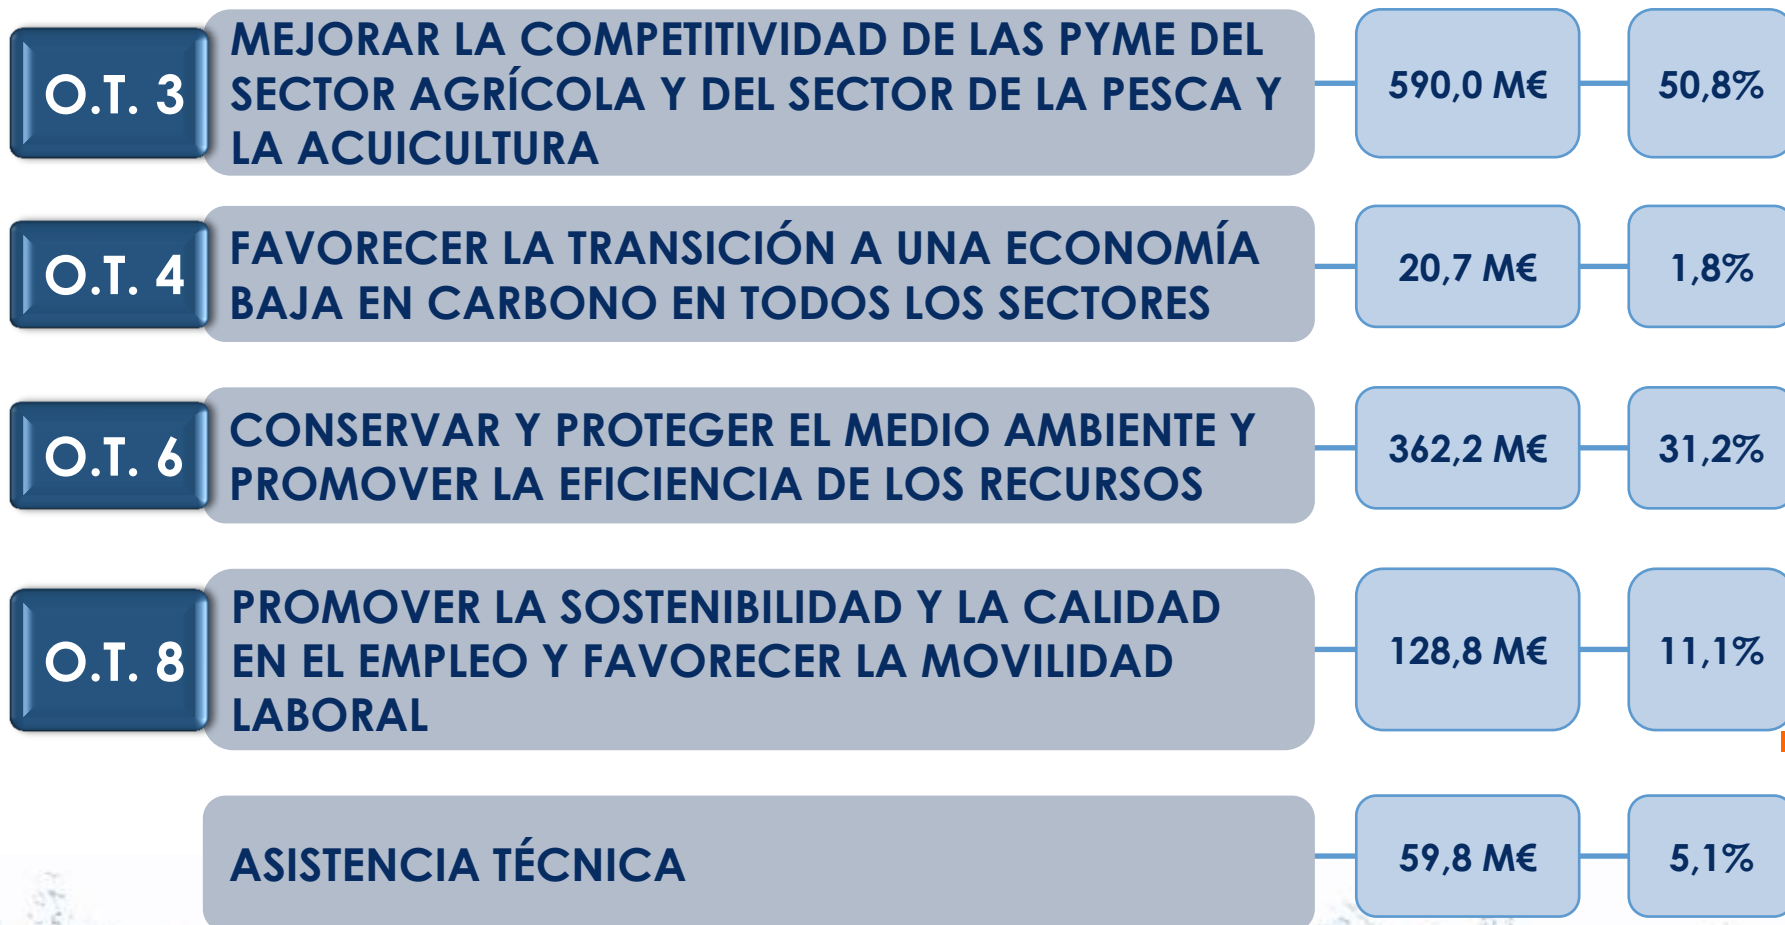 O.T. 3
MEJORAR LA COMPETITIVIDAD DE LAS PYME DEL
SECTOR AGRÍCOLA Y DEL SECTOR DE LA PESCA Y
LA ACUICULTURA
590,0 M€
50,8%
O.T. 4
FAVORECER LA TRANSICIÓN A UNA ECONOMÍA
BAJA EN CARBONO EN TODOS LOS SECTORES
20,7 M€
1,8%
O.T. 6
CONSERVAR Y PROTEGER EL MEDIO AMBIENTE Y
PROMOVER LA EFICIENCIA DE LOS RECURSOS
362,2 M€
31,2%
O.T. 8
PROMOVER LA SOSTENIBILIDAD Y LA CALIDAD
EN EL EMPLEO Y FAVORECER LA MOVILIDAD
LABORAL
128,8 M€
11,1%
ASISTENCIA TÉCNICA
59,8 M€
5,1%